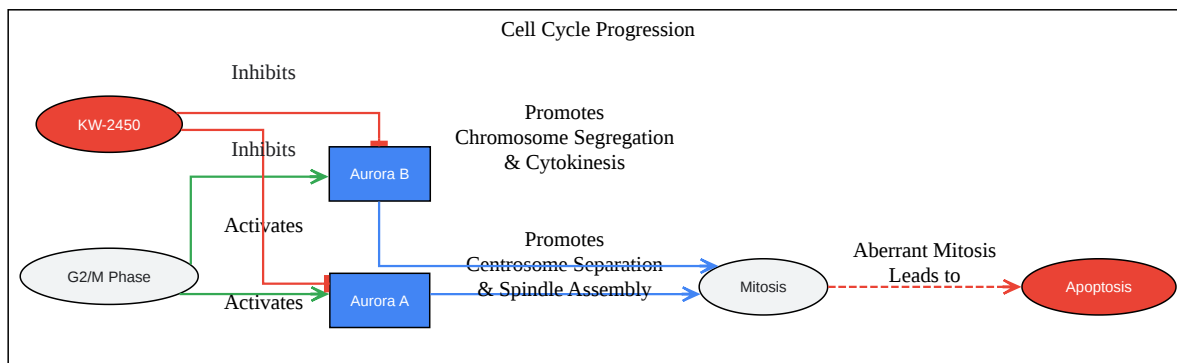 Cell Cycle Progression
Inhibits
KW-2450
Promotes
Chromosome Segregation
& Cytokinesis
Inhibits
Aurora B
Activates
Promotes
Centrosome Separation
& Spindle Assembly
Aberrant Mitosis
Leads to
G2/M Phase
Activates
Aurora A
Mitosis
Apoptosis